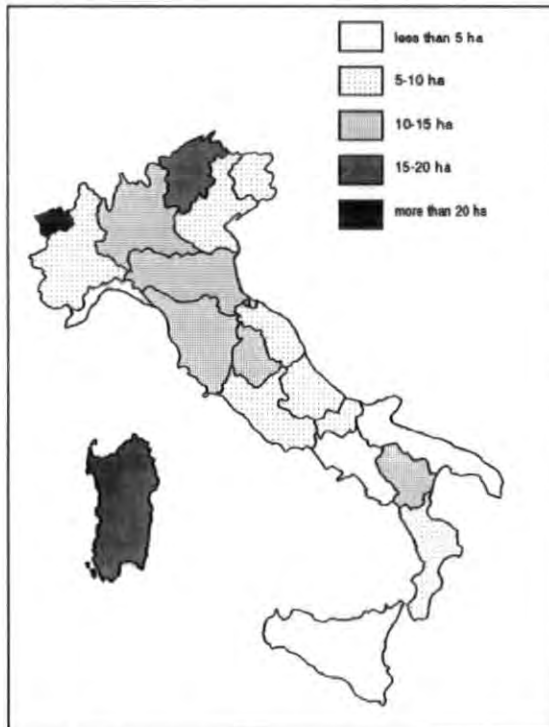 less than 5 ha
5-10 ha
10-15 ha
15-20 ha
more than 20 ha